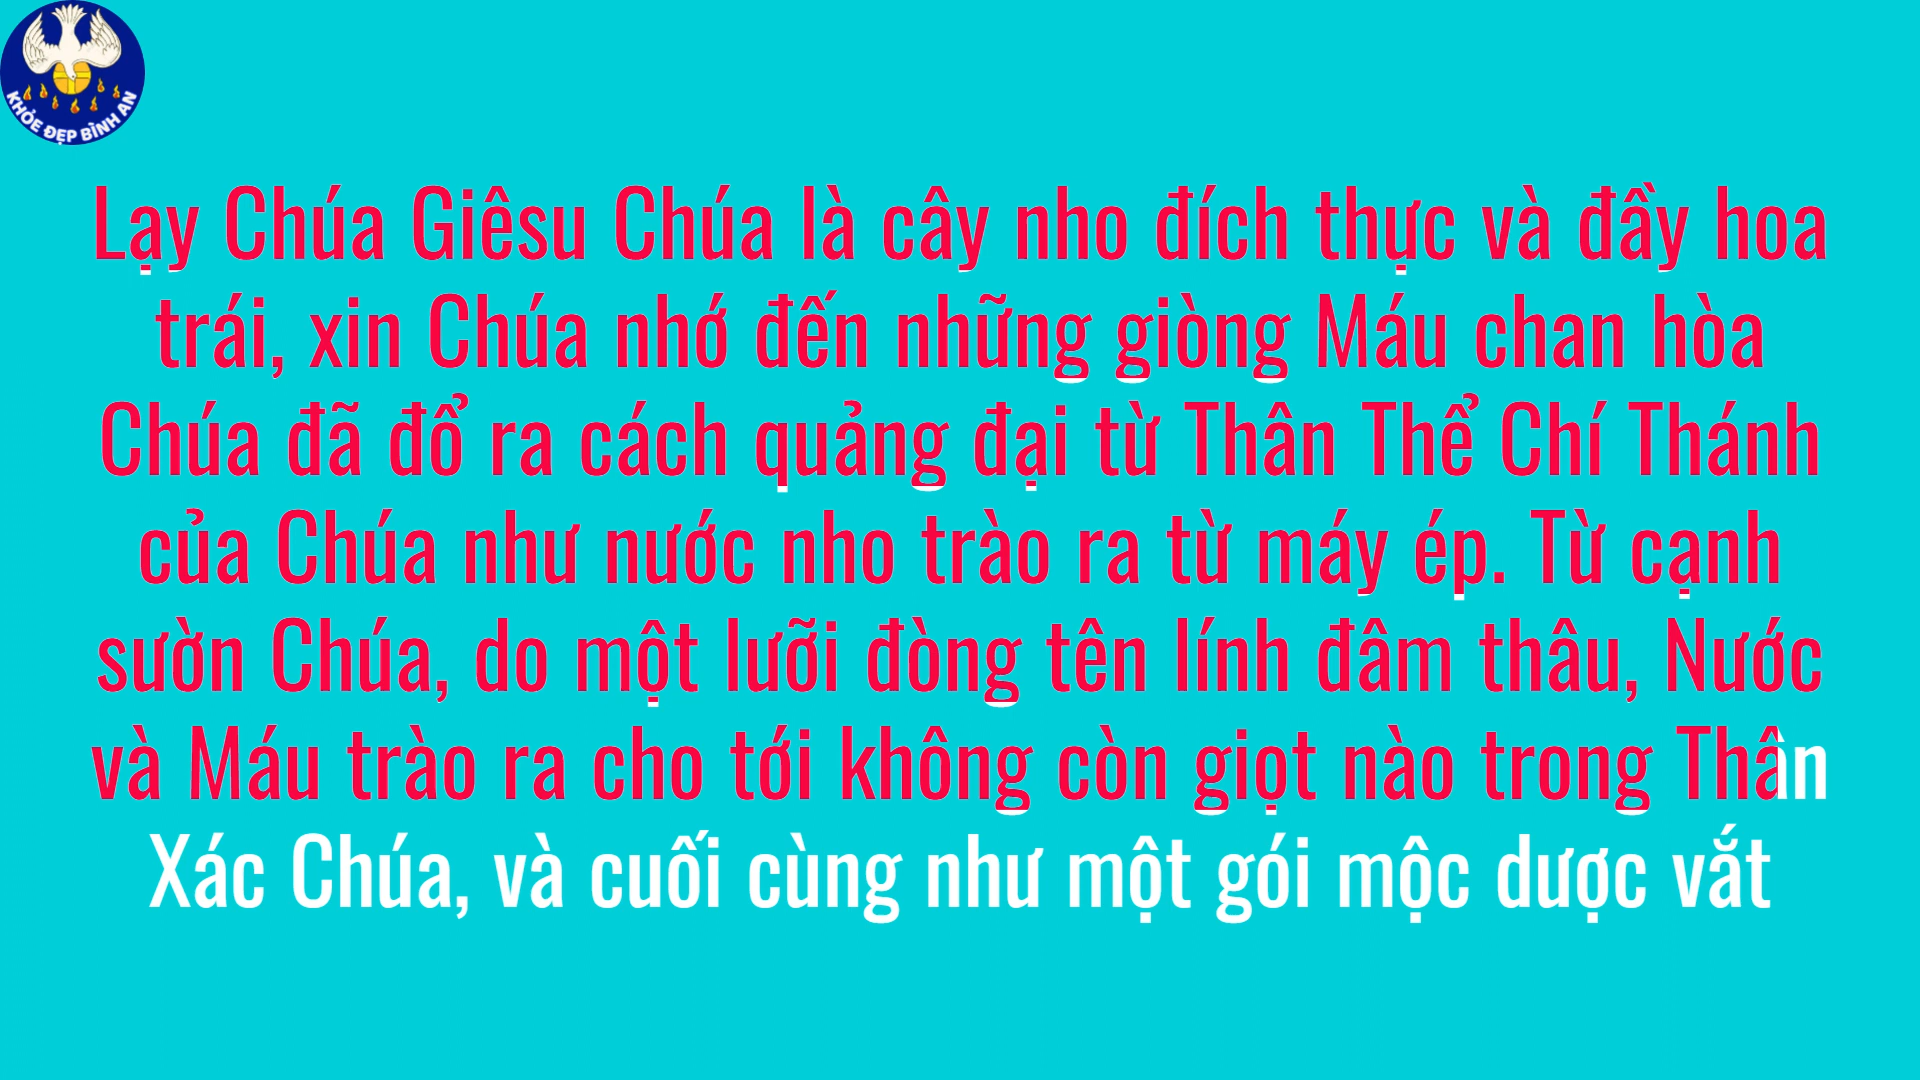 KHỎE ĐẸP BÌNH AN
Lạy Chúa Giêsu Chúa là cây nho đích thực và đầy hoa
trái, xin Chúa nhớ đến những giòng Máu chan hòa
Chúa đã đổ ra cách quảng đại từ Thân Thể Chí Thánh
của Chúa như nước nho trào ra từ máy ép. Từ cạnh
sườn Chúa, do một lưỡi đòng tên lính đâm thâu, Nước
và Máu trào ra cho tới không còn giọt nào trong Thân
Xác Chúa, và cuối cùng như một gói mộc dược vắt